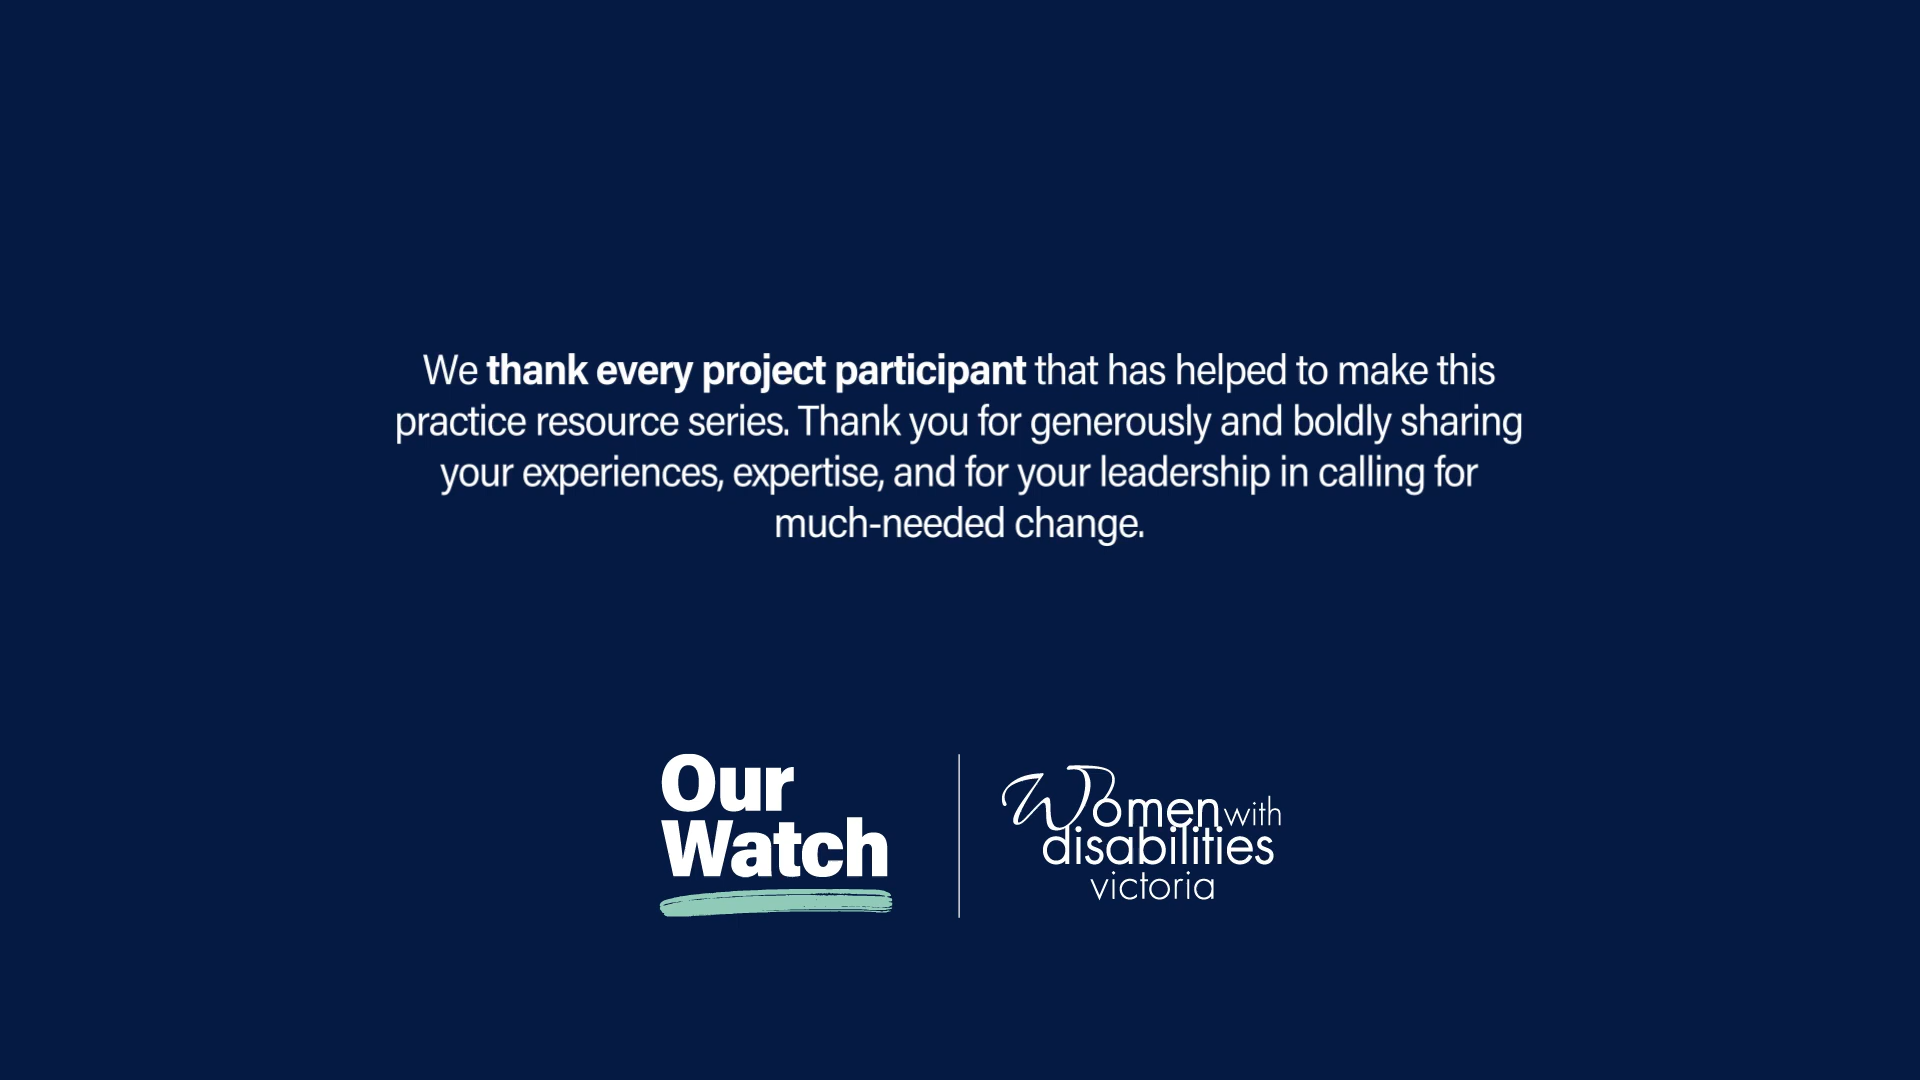 We thank every project participant that has helped to make this
practice resource series. Thank you for generously and boldly sharing
your experiences, expertise, and for your leadership in calling for
much-needed change.
Our
Watch
Women with
disabilities
victoria